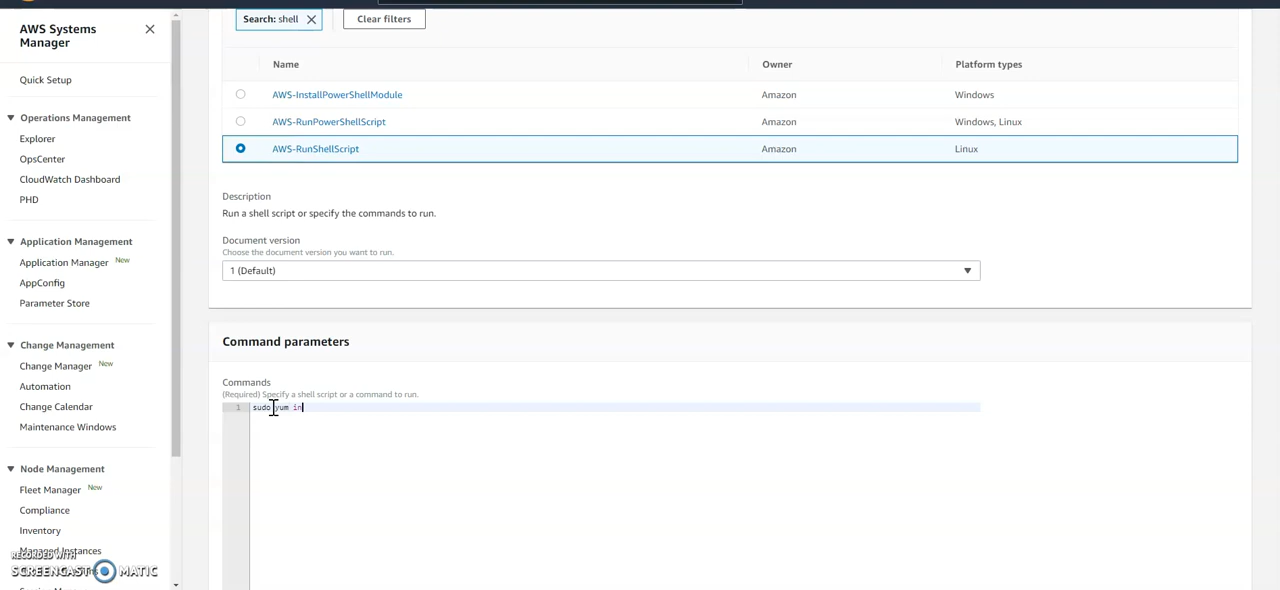 AWS Systems
Manager
Quick Setup
Operations Management
Explorer
OpsCenter
CloudWatch Dashboard
PHD
Application Management
Application Manager New
AppConfig
Parameter Store
Change Management
Change Manager New
Automation
Change Calendar
Maintenance Windows
Node Management
Fleet Manager New
Compliance
Inventory
Managed Instances
RECORDED WITH
SCREENCAST MATIC
Search: shell
Clear filters
Name Owner Platform types
AWS-InstallPowerShellModule Amazon Windows
AWS-RunPowerShellScript Amazon Windows, Linux
AWS-RunShellScript Amazon Linux
Description
Run a shell script or specify the commands to run.
Document version
Choose the document version you want to run.
1 (Default)
Command parameters
Commands
(Required) Specify a shell script or a command to run.
1 sudo yum in